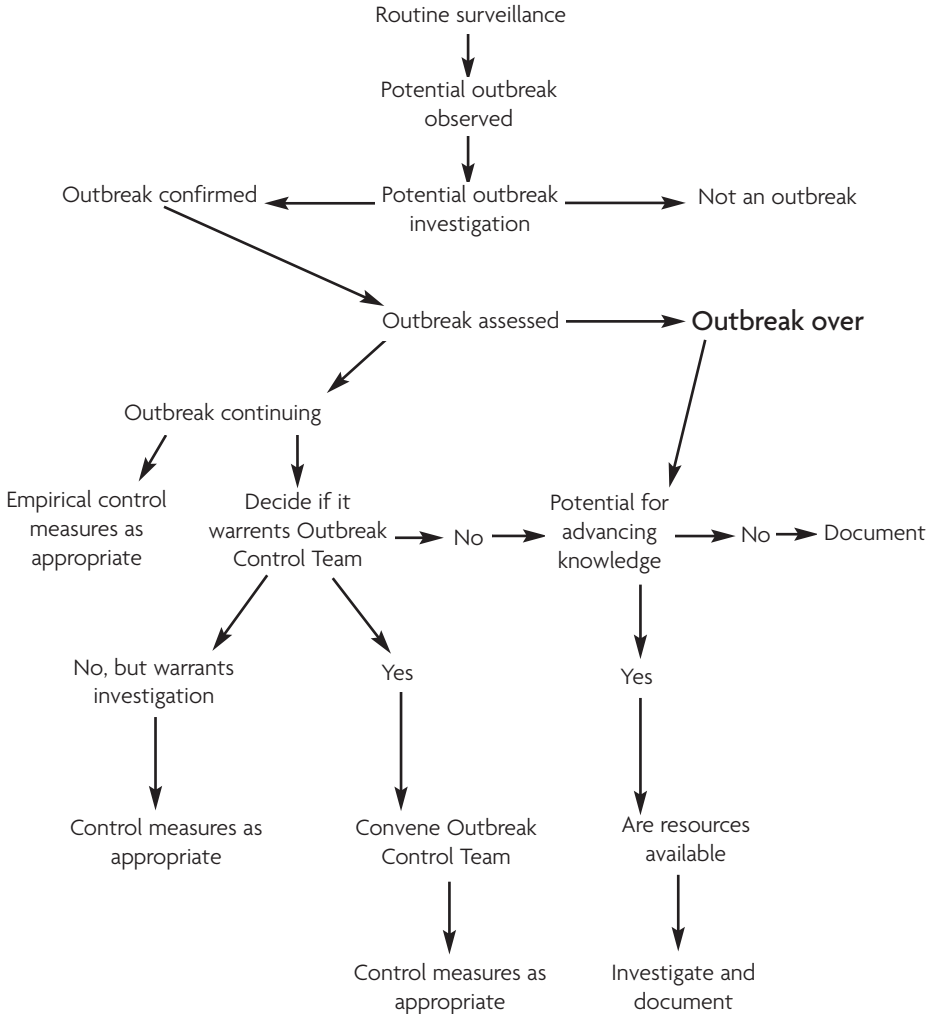 Routine surveillance
Potential outbreak
observed
Outbreak confirmed
Potential outbreak
investigation
Not an outbreak
Outbreak assessed
Outbreak over
Outbreak continuing
Empirical control
measures as
appropriate
Decide if it
warrents Outbreak
Control Team
No
Potential for
advancing
knowledge
No
Document
No, but warrants
investigation
Yes
Yes
Control measures as
appropriate
Convene Outbreak
Control Team
Are resources
available
Control measures as
appropriate
Investigate and
document